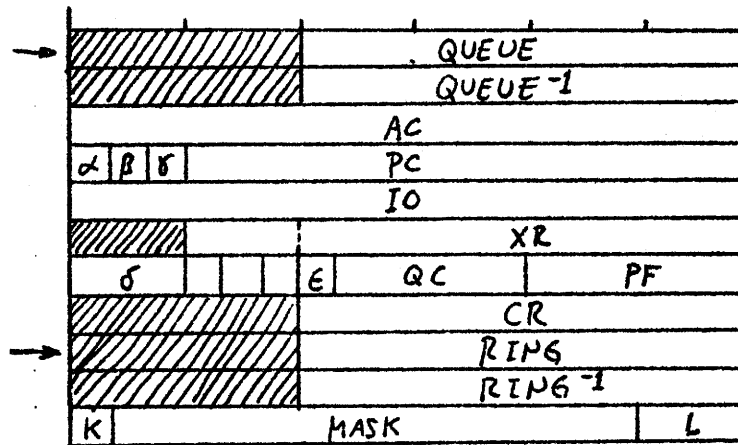 QUEUE
QUEUE⁻¹
AC
α β γ PC
IO
XR
δ ε QC PF
CR
RING
RING⁻¹
K MASK L